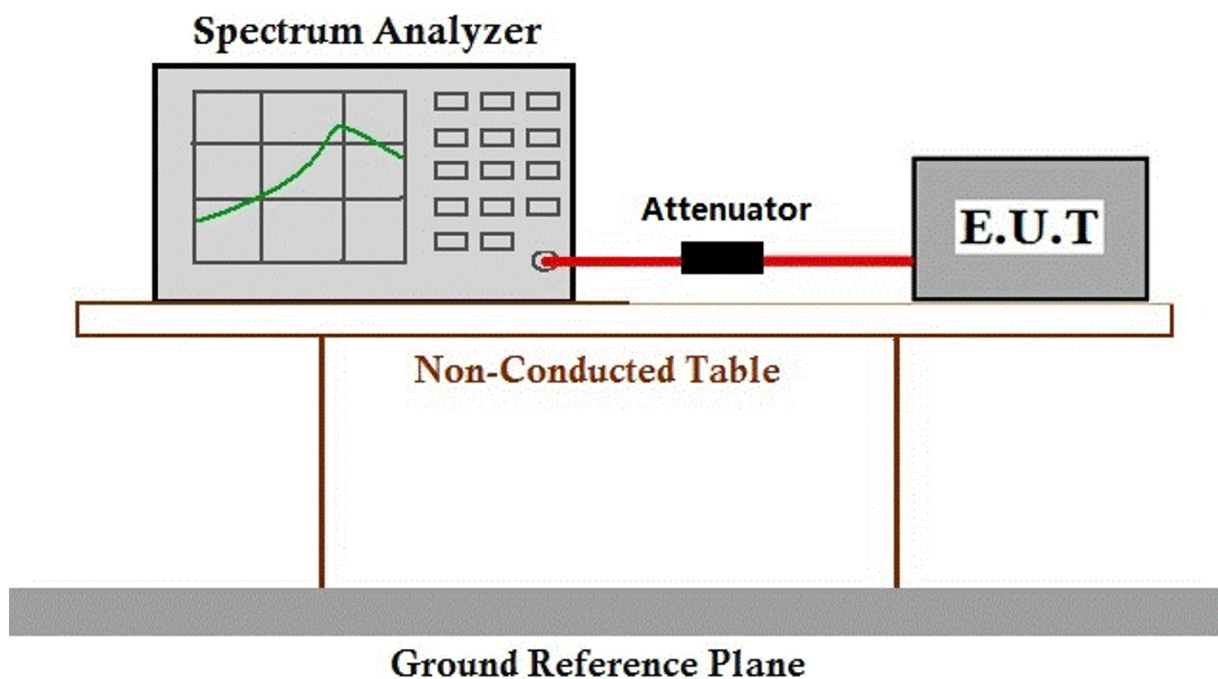 Spectrum Analyzer
Attenuator
E.U.T
Non-Conducted Table
Ground Reference Plane